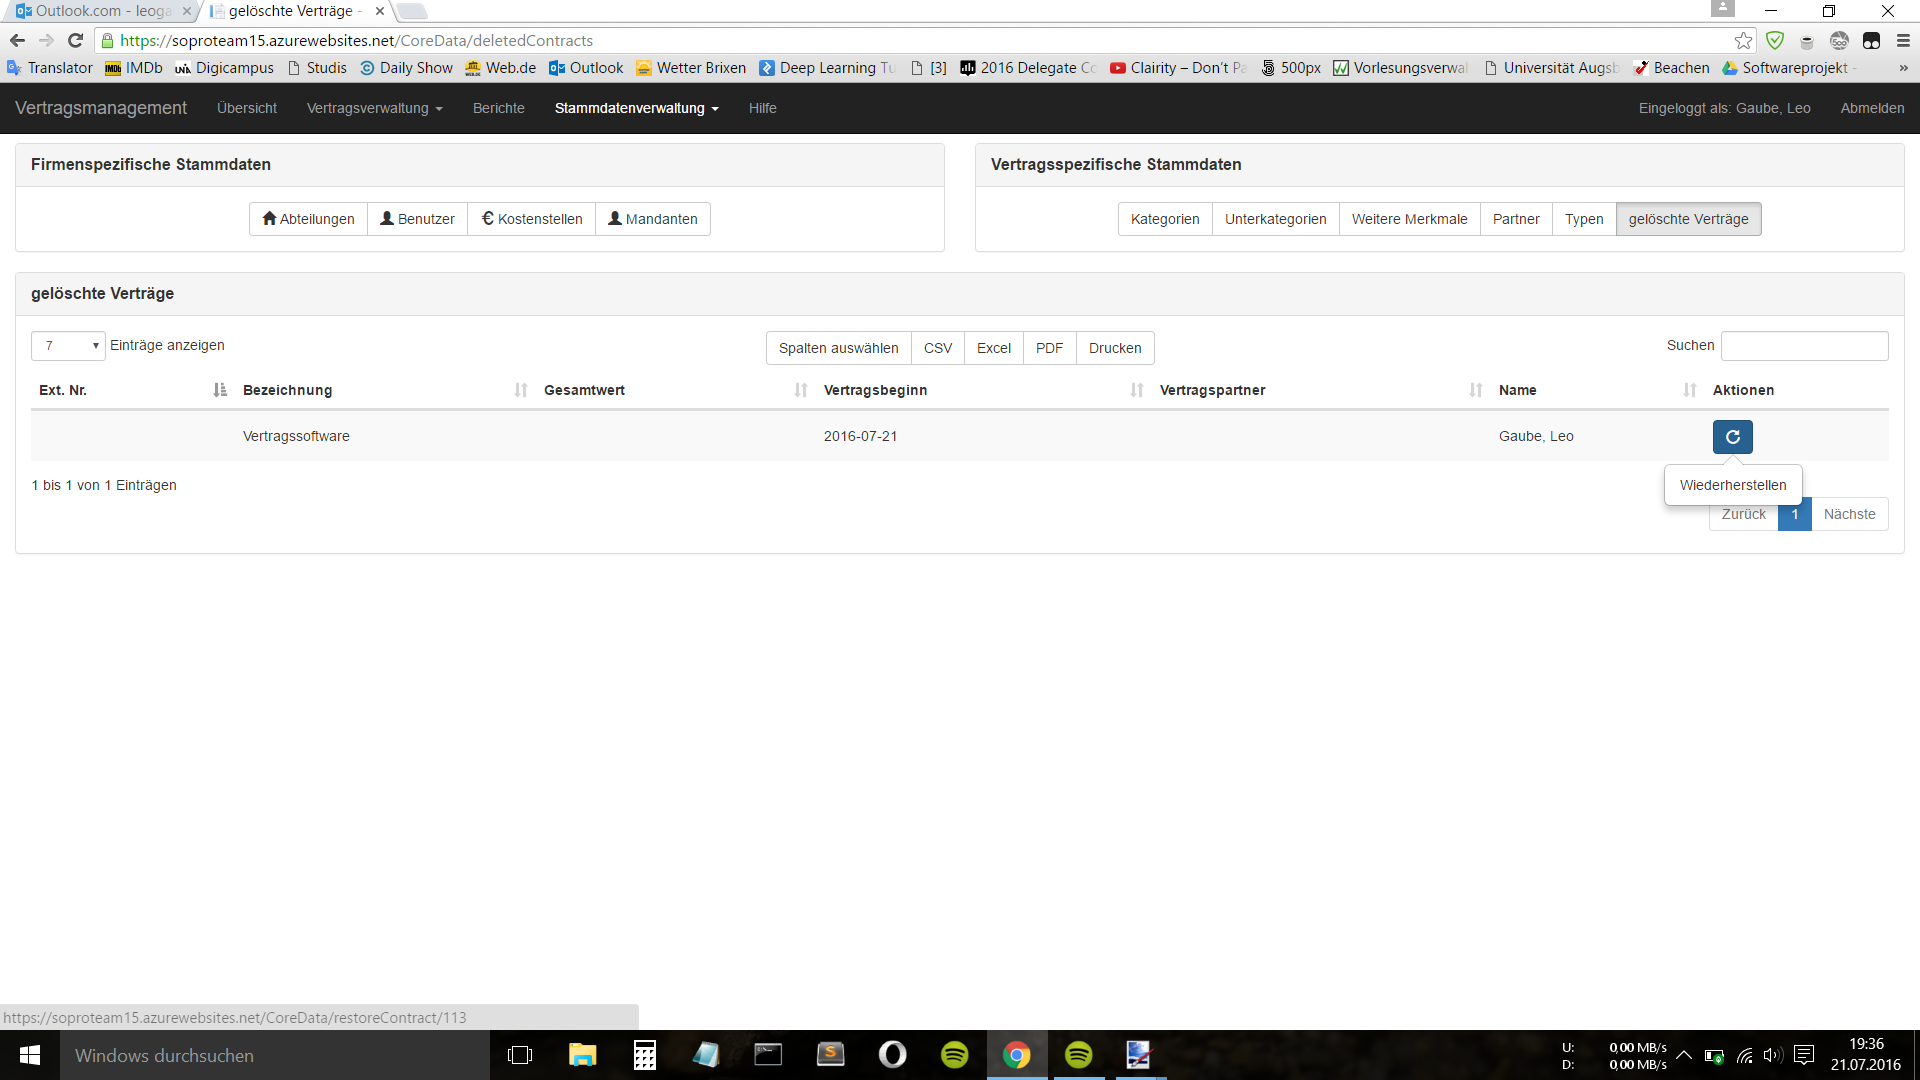 Outlook.com - leoga
gelöschte Verträge -
https://soproteam15.azurewebsites.net/CoreData/deletedContracts
Translator IMDb Digicampus Studis Daily Show Web.de Outlook Wetter Brixen Deep Learning Tu [3] 2016 Delegate Co Clairity – Don't Pa 500px Vorlesungsverwal Universität Augsb Beachen Softwareprojekt - »
Vertragsmanagement Übersicht Vertragsverwaltung Berichte Stammdatenverwaltung Hilfe Eingeloggt als: Gaube, Leo Abmelden
Firmenspezifische Stammdaten
Abteilungen Benutzer € Kostenstellen Mandanten
Vertragsspezifische Stammdaten
Kategorien Unterkategorien Weitere Merkmale Partner Typen gelöschte Verträge
gelöschte Verträge
7 Einträge anzeigen
Spalten auswählen CSV Excel PDF Drucken
Suchen
Ext. Nr. Bezeichnung Gesamtwert Vertragsbeginn Vertragspartner Name Aktionen
Vertragssoftware 2016-07-21 Gaube, Leo
Wiederherstellen
1 bis 1 von 1 Einträgen
Zurück 1 Nächste
https://soproteam15.azurewebsites.net/CoreData/restoreContract/113
Windows durchsuchen
U: 0,00 MB/s
D: 0,00 MB/s
19:36
21.07.2016